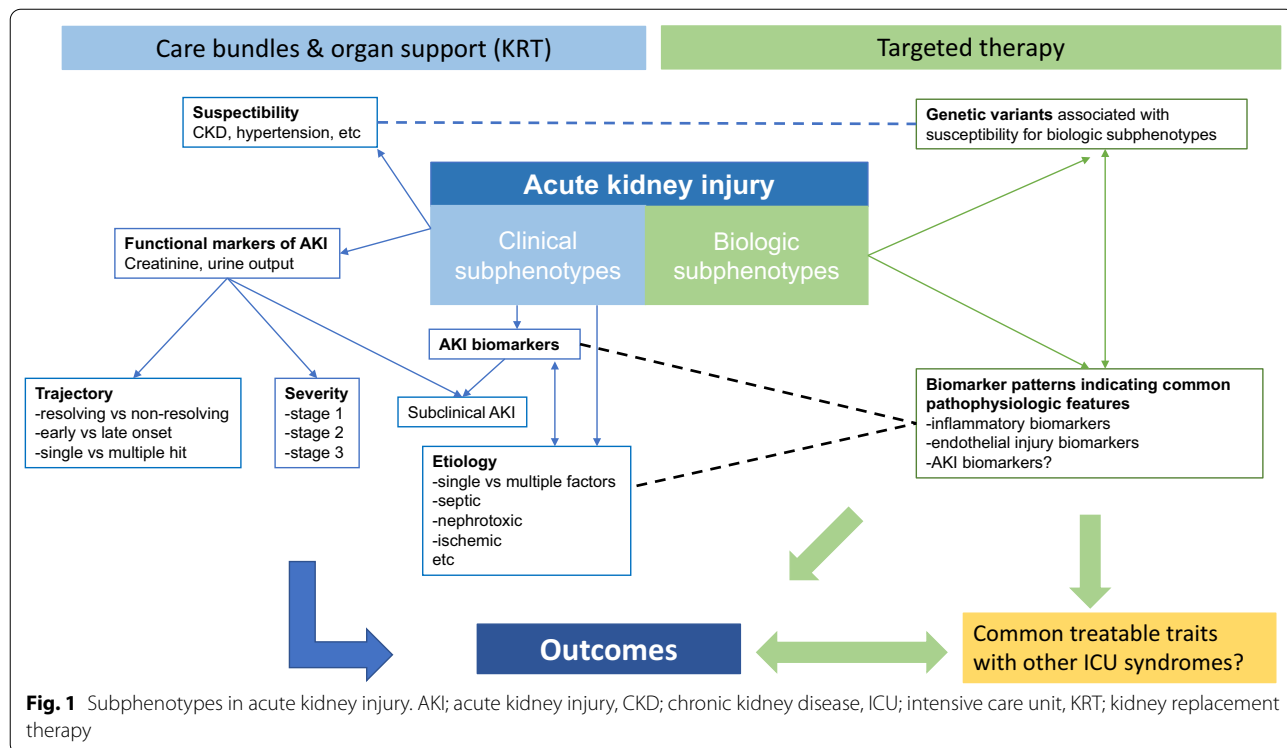 Care bundles & organ support (KRT)
Targeted therapy
Suspectibility
CKD, hypertension, etc
Genetic variants associated with
susceptibility for biologic subphenotypes
Acute kidney injury
Clinical
subphenotypes
Biologic
subphenotypes
Functional markers of AKI
Creatinine, urine output
AKI biomarkers
Trajectory
-resolving vs non-resolving
-early vs late onset
-single vs multiple hit
Severity
-stage 1
-stage 2
-stage 3
Subclinical AKI
Etiology
-single vs multiple factors
-septic
-nephrotoxic
-ischemic
etc
Biomarker patterns indicating common
pathophysiologic features
-inflammatory biomarkers
-endothelial injury biomarkers
-AKI biomarkers?
Outcomes
Common treatable traits
with other ICU syndromes?
Fig. 1 Subphenotypes in acute kidney injury. AKI; acute kidney injury, CKD; chronic kidney disease, ICU; intensive care unit, KRT; kidney replacement
therapy